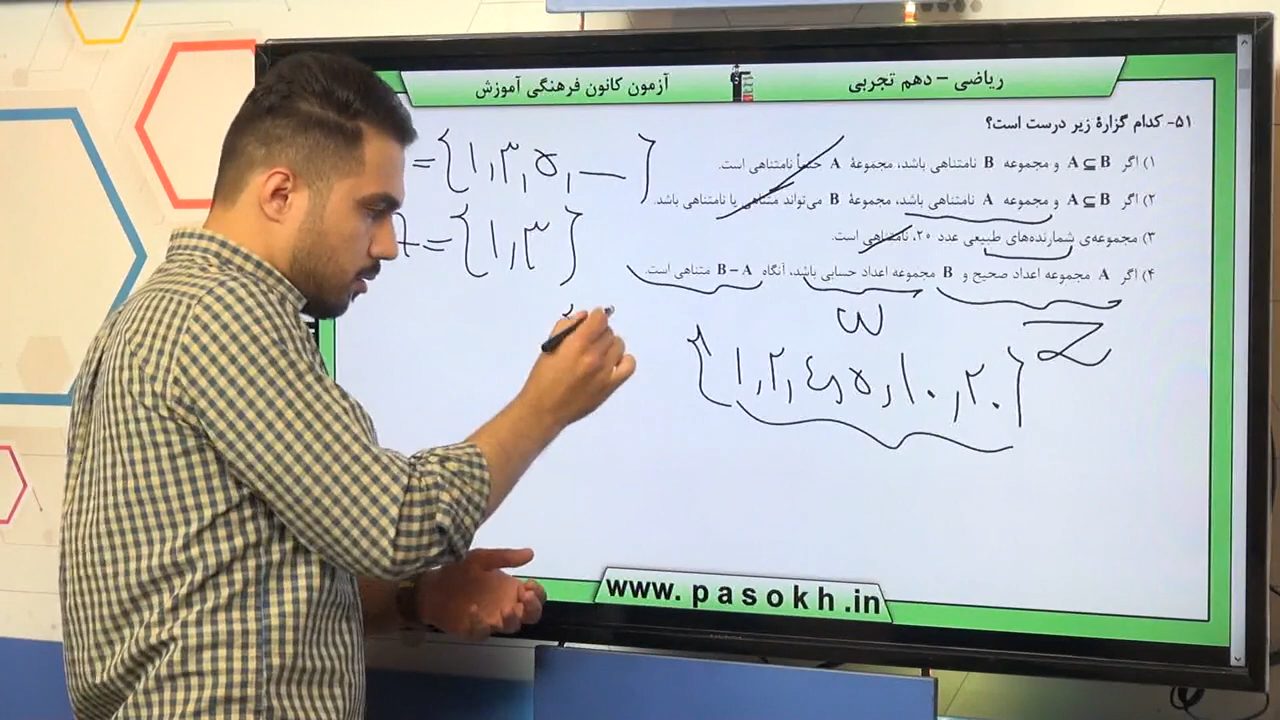 ریاضی – دهم تجربی
آزمون کانون فرهنگی آموزش
۵۱- کدام گزارهٔ زیر درست است؟
۱) اگر A ⊆ B و مجموعه B نامتناهی باشد، مجموعهٔ A حتماً نامتناهی است.
۲) اگر A ⊆ B و مجموعه A نامتناهی باشد، مجموعهٔ B می‌تواند متناهی یا نامتناهی باشد.
۳) مجموعه‌ی شمارنده‌های طبیعی عدد ۲۰، نامتناهی است.
۴) اگر A مجموعه اعداد صحیح و B مجموعه اعداد حسابی باشد، آنگاه B – A متناهی است.
= {۱, ۳, ۵, ...}
= {۱, ۳}
W
Z
{۱, ۲, ۴, ۵, ۱۰, ۲۰}
www.pasokh.in